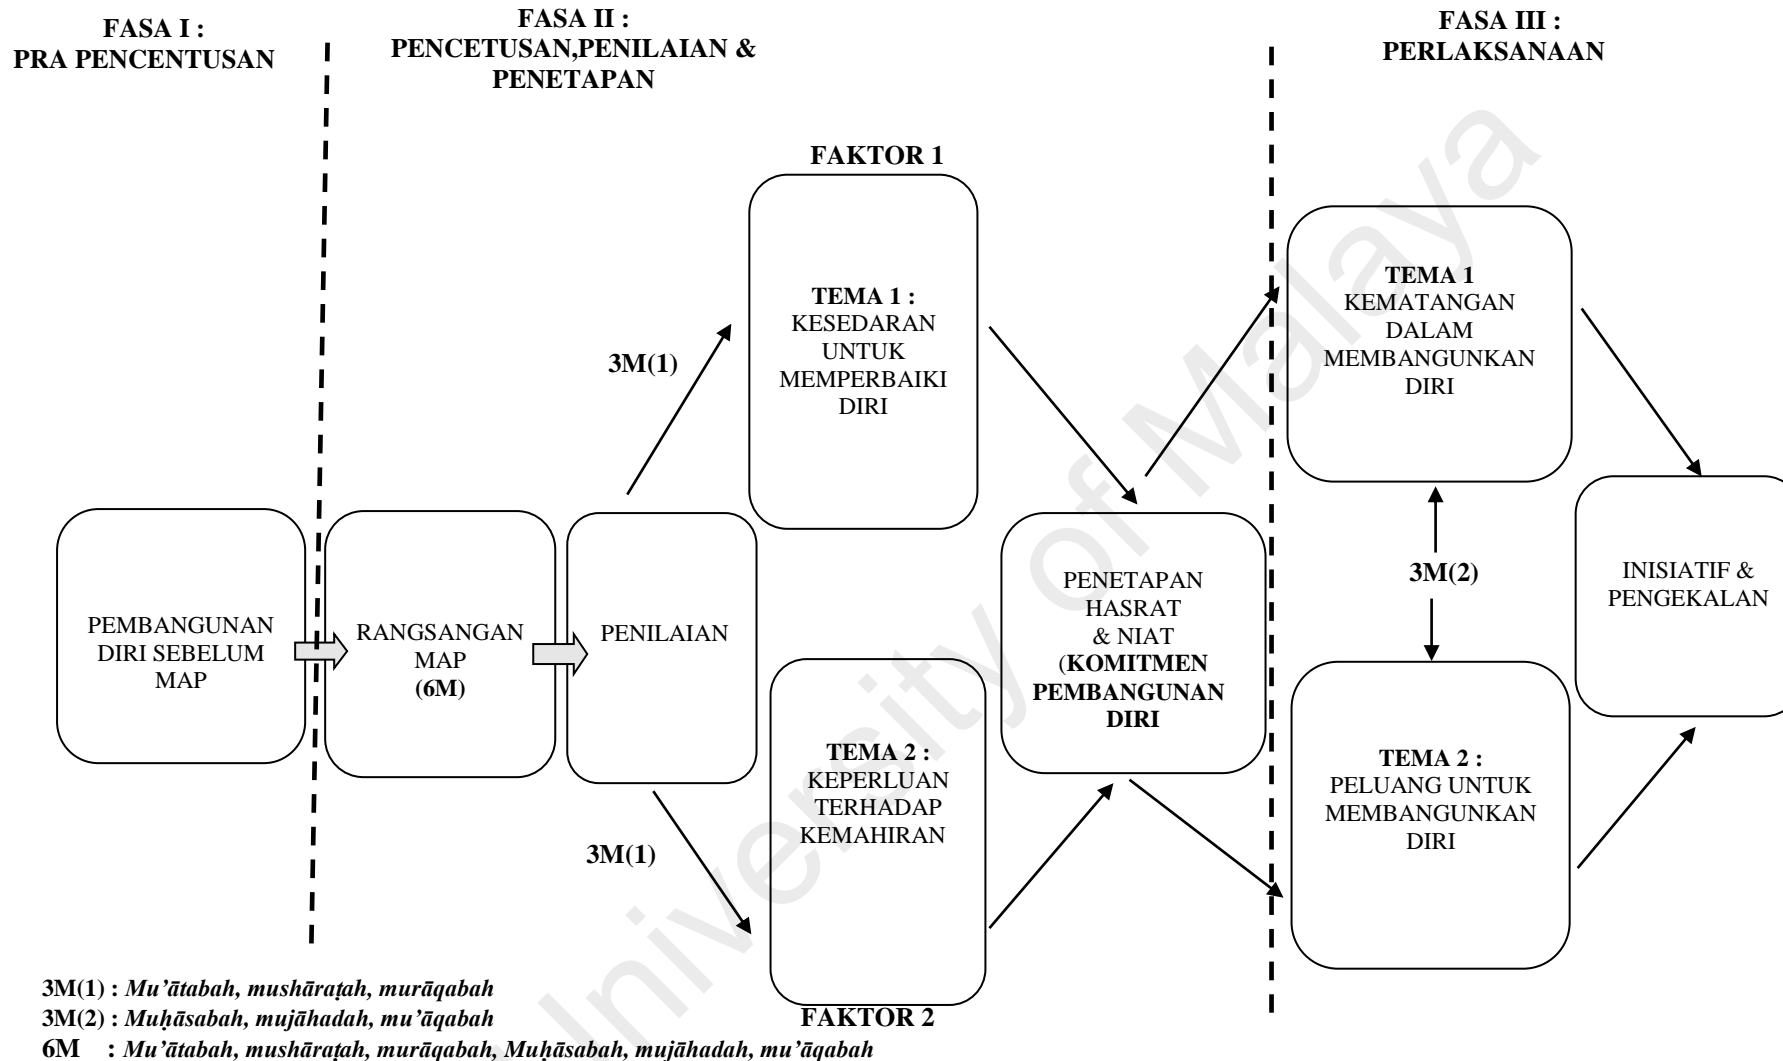 FASA I :
PRA PENCENTUSAN
FASA II :
PENCETUSAN,PENILAIAN &
PENETAPAN
FASA III :
PERLAKSANAAN
FAKTOR 1
TEMA 1 :
KESEDARAN
UNTUK
MEMPERBAIKI
DIRI
TEMA 1
KEMATANGAN
DALAM
MEMBANGUNKAN
DIRI
3M(1)
PEMBANGUNAN
DIRI SEBELUM
MAP
RANGSANGAN
MAP
(6M)
PENILAIAN
PENETAPAN
HASRAT
& NIAT
(KOMITMEN
PEMBANGUNAN
DIRI
3M(2)
INISIATIF &
PENGEKALAN
3M(1)
TEMA 2 :
KEPERLUAN
TERHADAP
KEMAHIRAN
TEMA 2 :
PELUANG UNTUK
MEMBANGUNKAN
DIRI
FAKTOR 2
3M(1) : Mu’ātabah, mushāraṭah, murāqabah
3M(2) : Muḥāsabah, mujāhadah, mu’āqabah
6M : Mu’ātabah, mushāraṭah, murāqabah, Muḥāsabah, mujāhadah, mu’āqabah
University of Malaya